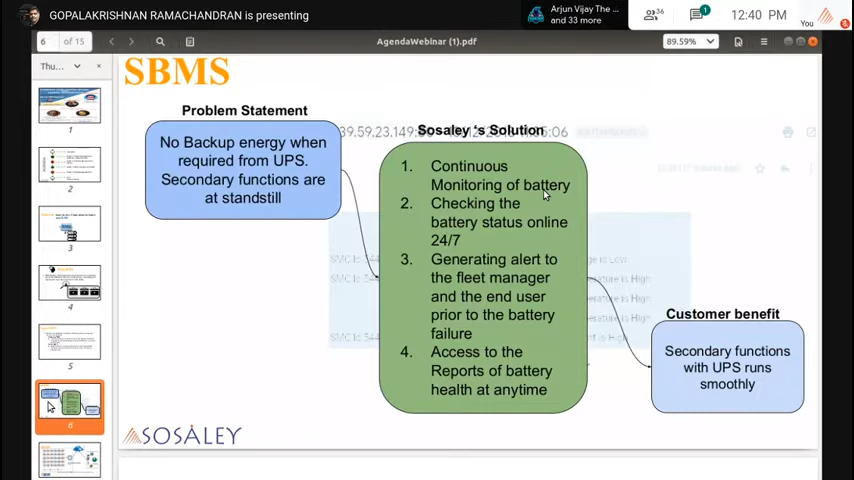 GOPALAKRISHNAN RAMACHANDRAN is presenting
Arjun Vijay The ...
and 33 more
36
1
12:40 PM
You
6 of 15
AgendaWebinar (1).pdf
89.59%
Thu...
SBMS
Problem Statement
No Backup energy when
required from UPS.
Secondary functions are
at standstill
Sosaley 's Solution
1. Continuous
Monitoring of battery
2. Checking the
battery status online
24/7
3. Generating alert to
the fleet manager
and the end user
prior to the battery
failure
4. Access to the
Reports of battery
health at anytime
Customer benefit
Secondary functions
with UPS runs
smoothly
SOSALEY
1
2
3
4
5
6